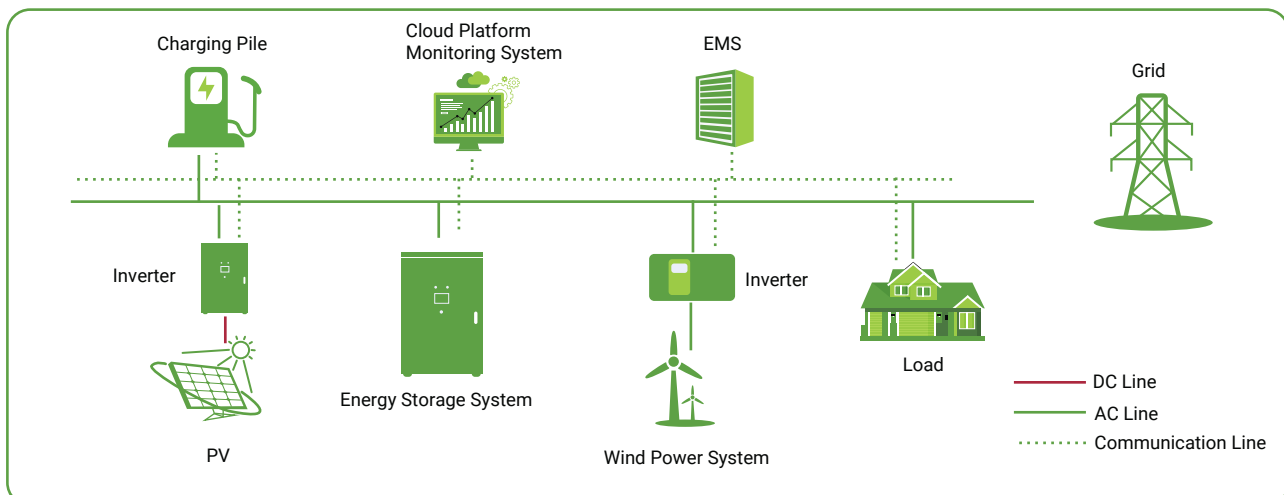 Charging Pile
Cloud Platform
Monitoring System
EMS
Grid
Inverter
Inverter
Energy Storage System
Load
PV
Wind Power System
DC Line
AC Line
Communication Line